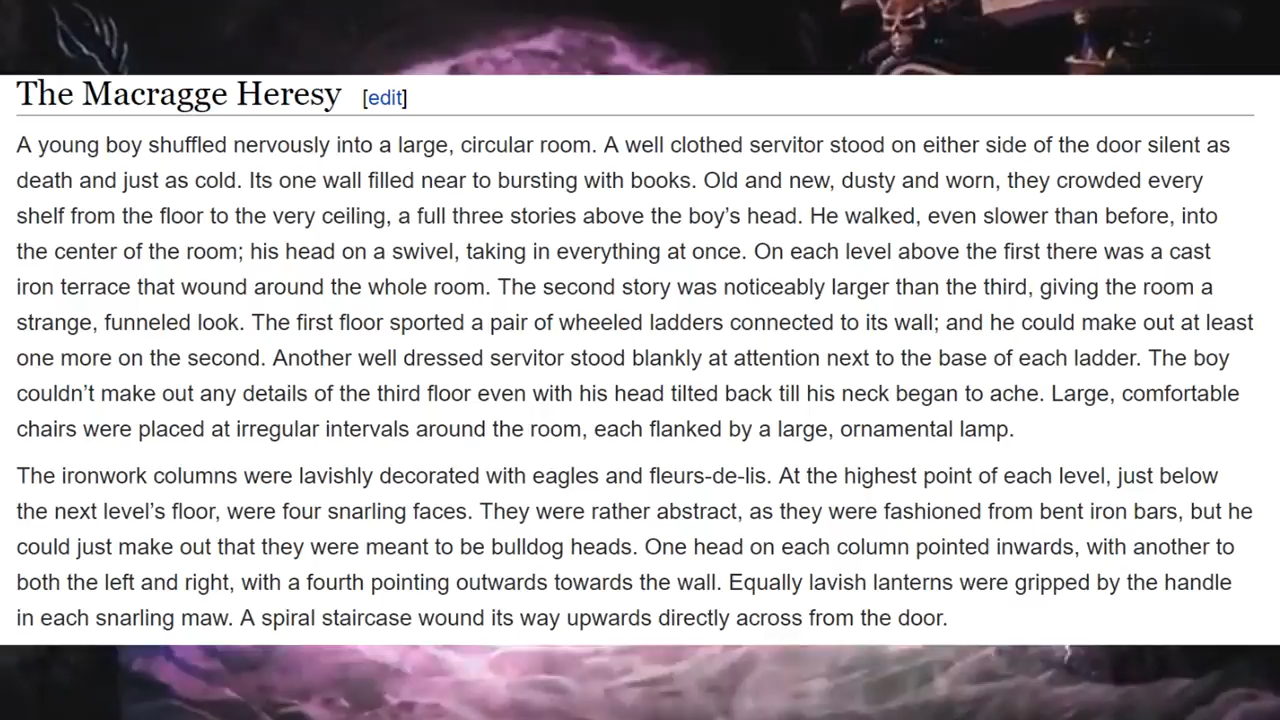 The Macragge Heresy [edit]
A young boy shuffled nervously into a large, circular room. A well clothed servitor stood on either side of the door silent as
death and just as cold. Its one wall filled near to bursting with books. Old and new, dusty and worn, they crowded every
shelf from the floor to the very ceiling, a full three stories above the boy’s head. He walked, even slower than before, into
the center of the room; his head on a swivel, taking in everything at once. On each level above the first there was a cast
iron terrace that wound around the whole room. The second story was noticeably larger than the third, giving the room a
strange, funneled look. The first floor sported a pair of wheeled ladders connected to its wall; and he could make out at least
one more on the second. Another well dressed servitor stood blankly at attention next to the base of each ladder. The boy
couldn’t make out any details of the third floor even with his head tilted back till his neck began to ache. Large, comfortable
chairs were placed at irregular intervals around the room, each flanked by a large, ornamental lamp.
The ironwork columns were lavishly decorated with eagles and fleurs-de-lis. At the highest point of each level, just below
the next level’s floor, were four snarling faces. They were rather abstract, as they were fashioned from bent iron bars, but he
could just make out that they were meant to be bulldog heads. One head on each column pointed inwards, with another to
both the left and right, with a fourth pointing outwards towards the wall. Equally lavish lanterns were gripped by the handle
in each snarling maw. A spiral staircase wound its way upwards directly across from the door.